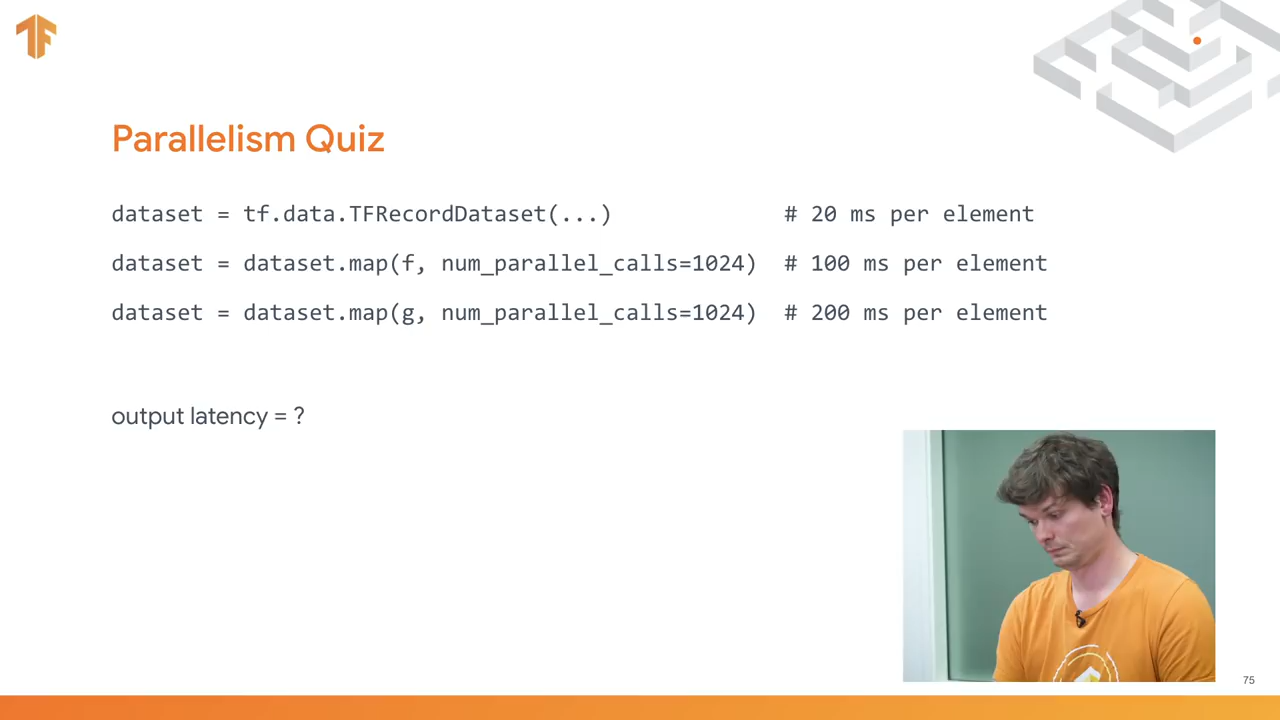 TF
Parallelism Quiz
dataset = tf.data.TFRecordDataset(...) # 20 ms per element
dataset = dataset.map(f, num_parallel_calls=1024) # 100 ms per element
dataset = dataset.map(g, num_parallel_calls=1024) # 200 ms per element
output latency = ?
75